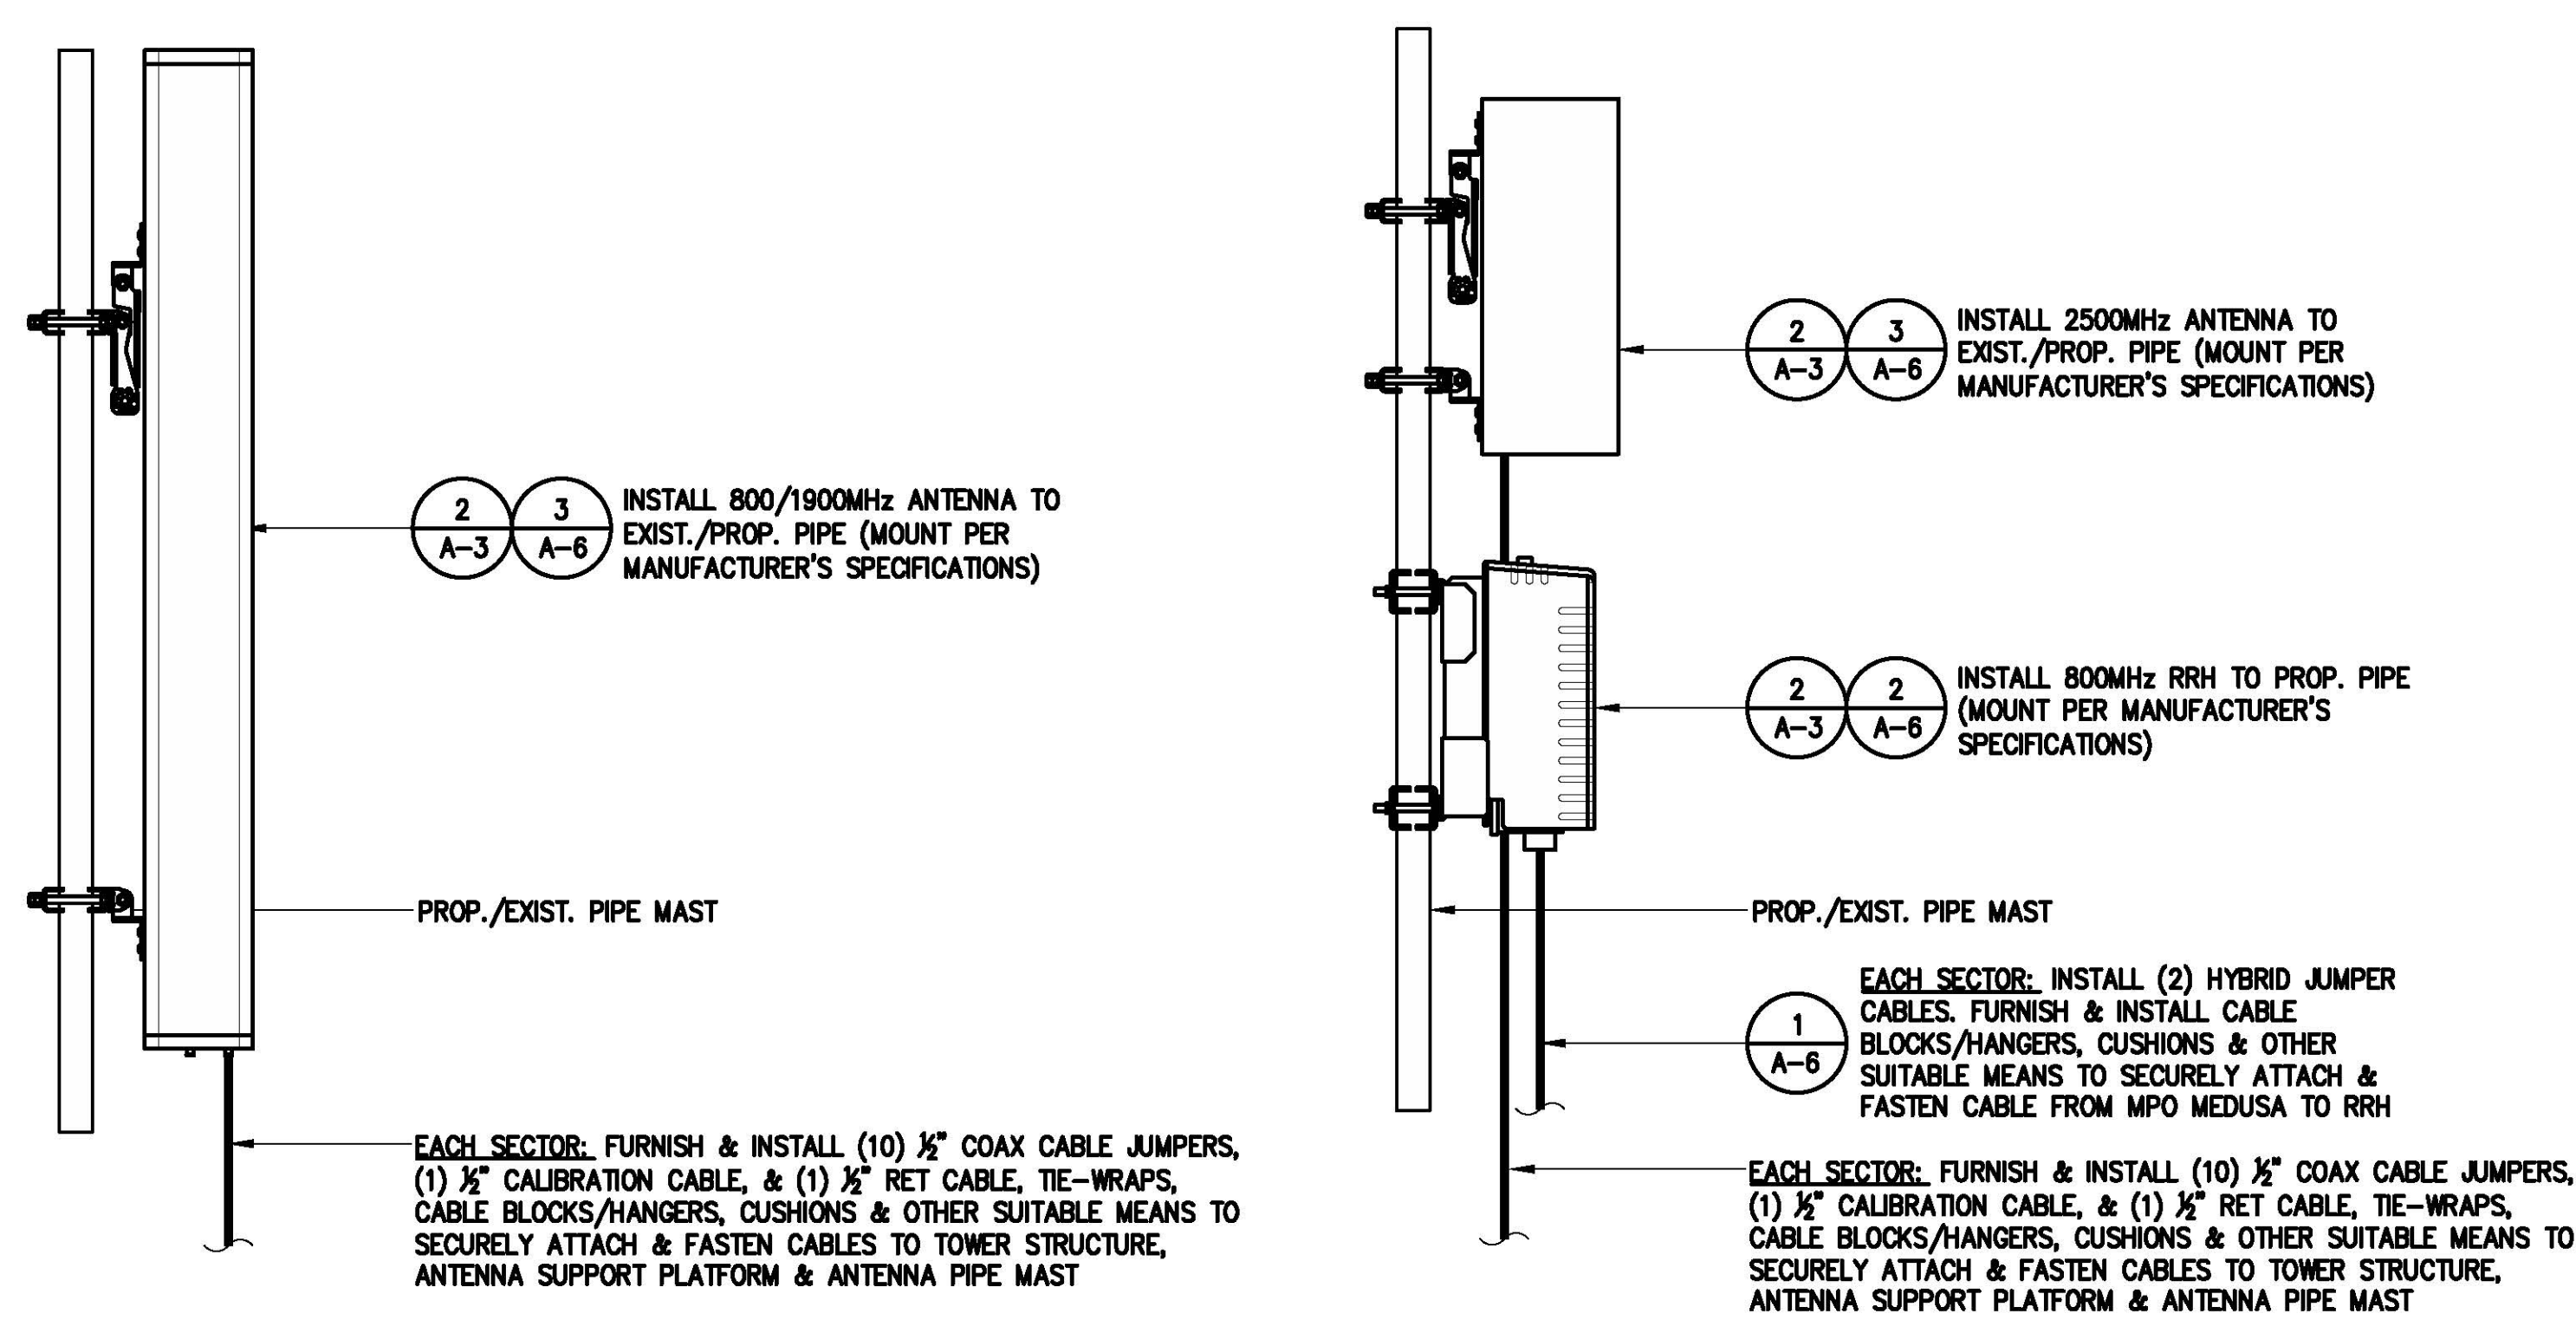 2 3 INSTALL 800/1900MHz ANTENNA TO
A-3 A-6 EXIST./PROP. PIPE (MOUNT PER
MANUFACTURER'S SPECIFICATIONS)
PROP./EXIST. PIPE MAST
EACH SECTOR: FURNISH & INSTALL (10) ½" COAX CABLE JUMPERS,
(1) ½" CALIBRATION CABLE, & (1) ½" RET CABLE, TIE-WRAPS,
CABLE BLOCKS/HANGERS, CUSHIONS & OTHER SUITABLE MEANS TO
SECURELY ATTACH & FASTEN CABLES TO TOWER STRUCTURE,
ANTENNA SUPPORT PLATFORM & ANTENNA PIPE MAST
2 3 INSTALL 2500MHz ANTENNA TO
A-3 A-6 EXIST./PROP. PIPE (MOUNT PER
MANUFACTURER'S SPECIFICATIONS)
2 2 INSTALL 800MHz RRH TO PROP. PIPE
A-3 A-6 (MOUNT PER MANUFACTURER'S
SPECIFICATIONS)
PROP./EXIST. PIPE MAST
EACH SECTOR: INSTALL (2) HYBRID JUMPER
1 CABLES. FURNISH & INSTALL CABLE
A-6 BLOCKS/HANGERS, CUSHIONS & OTHER
SUITABLE MEANS TO SECURELY ATTACH &
FASTEN CABLE FROM MPO MEDUSA TO RRH
EACH SECTOR: FURNISH & INSTALL (10) ½" COAX CABLE JUMPERS,
(1) ½" CALIBRATION CABLE, & (1) ½" RET CABLE, TIE-WRAPS,
CABLE BLOCKS/HANGERS, CUSHIONS & OTHER SUITABLE MEANS TO
SECURELY ATTACH & FASTEN CABLES TO TOWER STRUCTURE,
ANTENNA SUPPORT PLATFORM & ANTENNA PIPE MAST